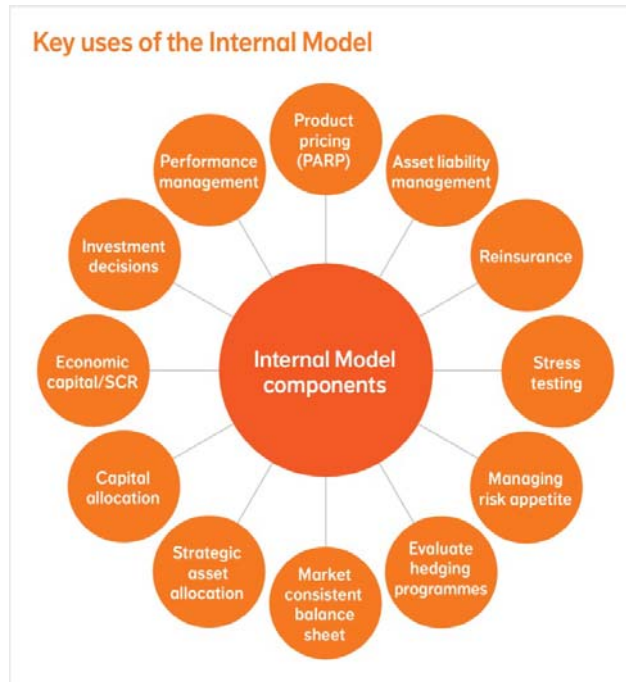 Key uses of the Internal Model
Product
pricing
(PARP)
Asset liability
management
Reinsurance
Stress
testing
Managing
risk appetite
Evaluate
hedging
programmes
Market
consistent
balance
sheet
Strategic
asset
allocation
Capital
allocation
Economic
capital/SCR
Investment
decisions
Performance
management
Internal Model
components